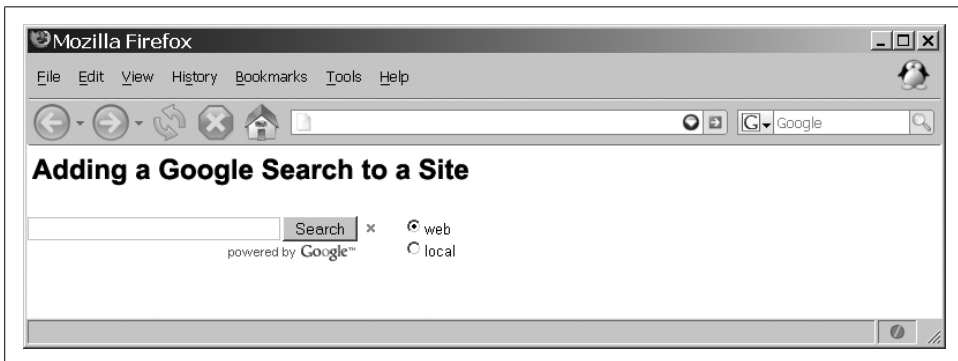 Mozilla Firefox
File Edit View History Bookmarks Tools Help
G Google
Adding a Google Search to a Site
Search × web
powered by Google™ local